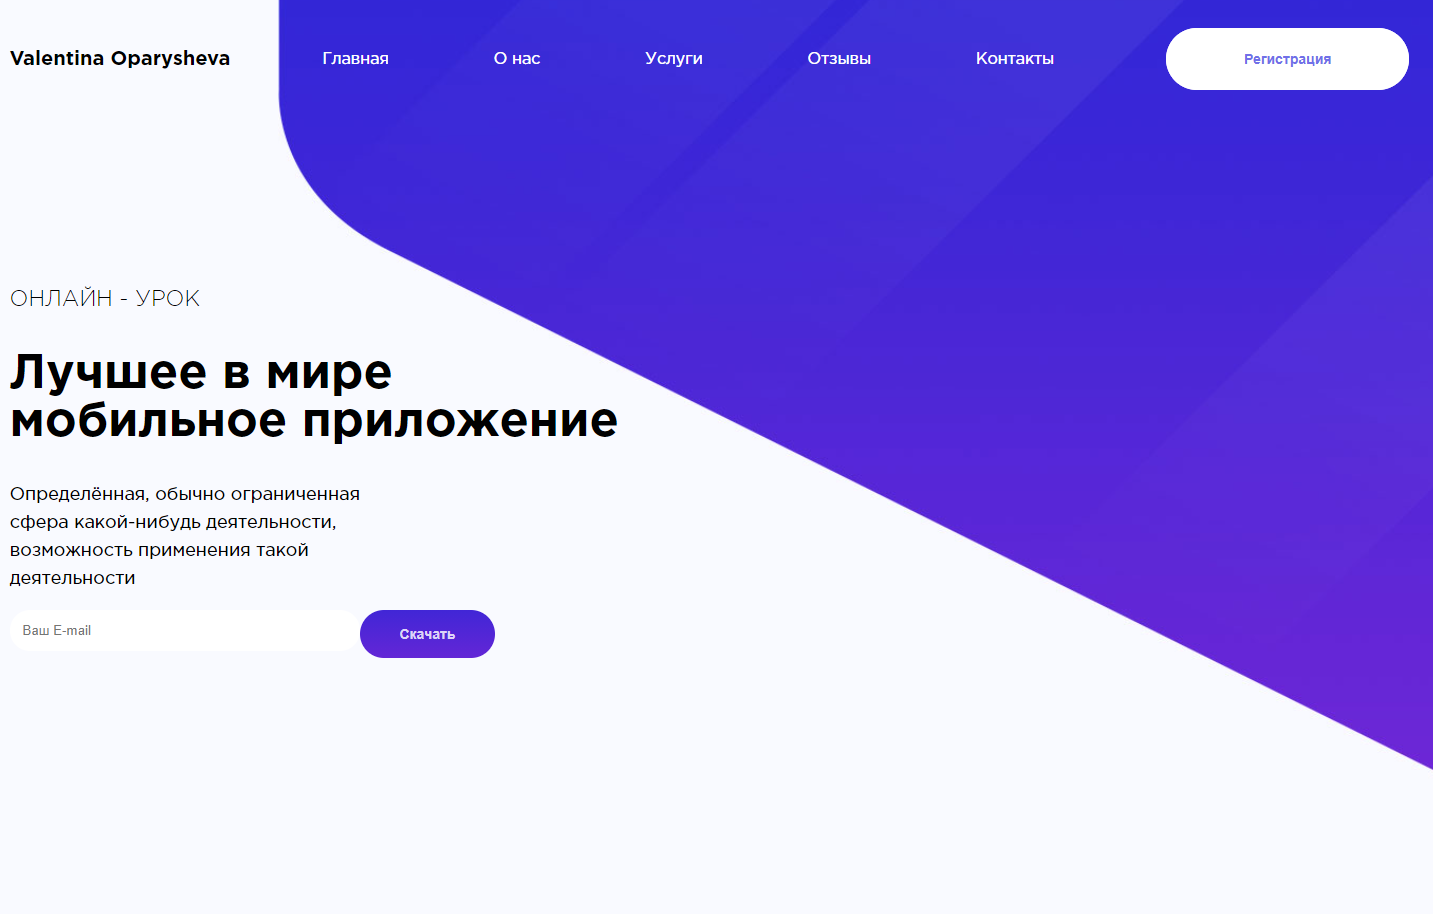 Valentina Oparysheva
Главная
О нас
Услуги
Отзывы
Контакты
Регистрация
ОНЛАЙН - УРОК
Лучшее в мире
мобильное приложение
Определённая, обычно ограниченная
сфера какой-нибудь деятельности,
возможность применения такой
деятельности
Ваш E-mail
Скачать